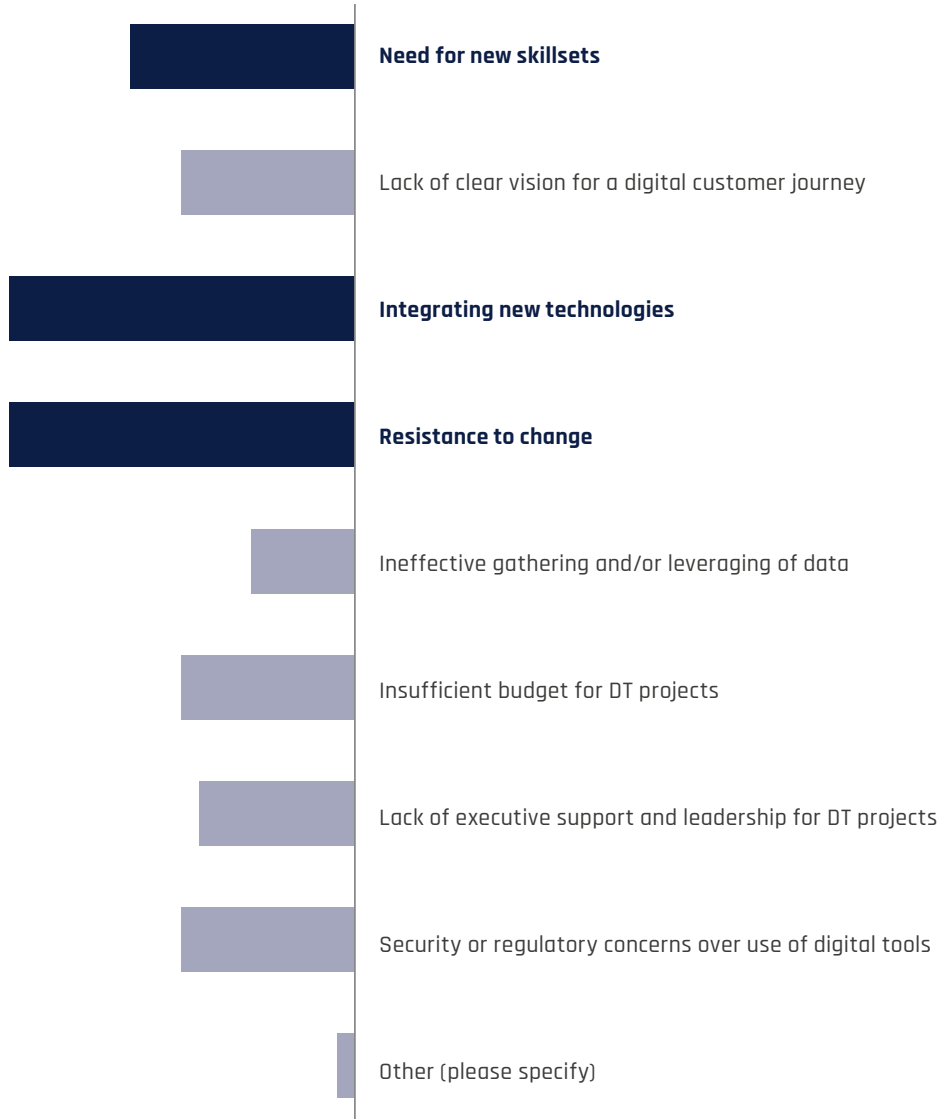 Need for new skillsets
Lack of clear vision for a digital customer journey
Integrating new technologies
Resistance to change
Ineffective gathering and/or leveraging of data
Insufficient budget for DT projects
Lack of executive support and leadership for DT projects
Security or regulatory concerns over use of digital tools
Other (please specify)